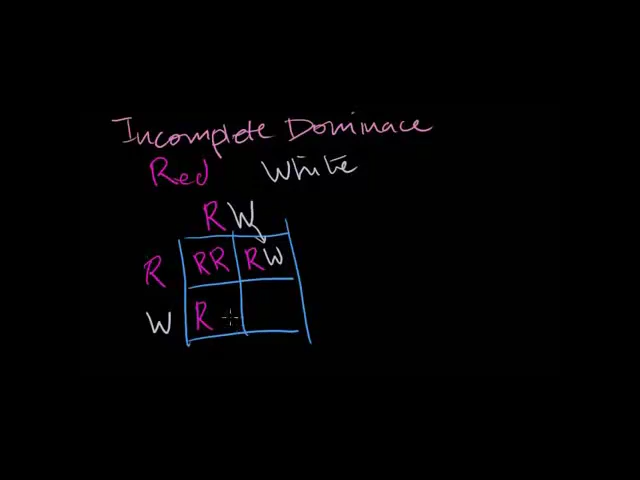 Incomplete Dominace
Red White
R W
R RR RW
W R